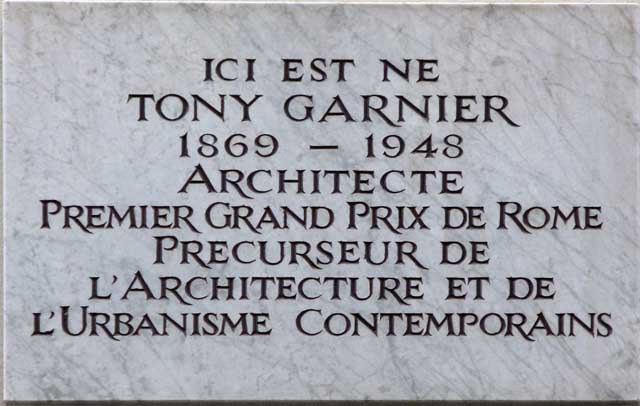 ICI EST NE
TONY GARNIER
1869 – 1948
ARCHITECTE
PREMIER GRAND PRIX DE ROME
PRECURSEUR DE
L'ARCHITECTURE ET DE
L'URBANISME CONTEMPORAINS